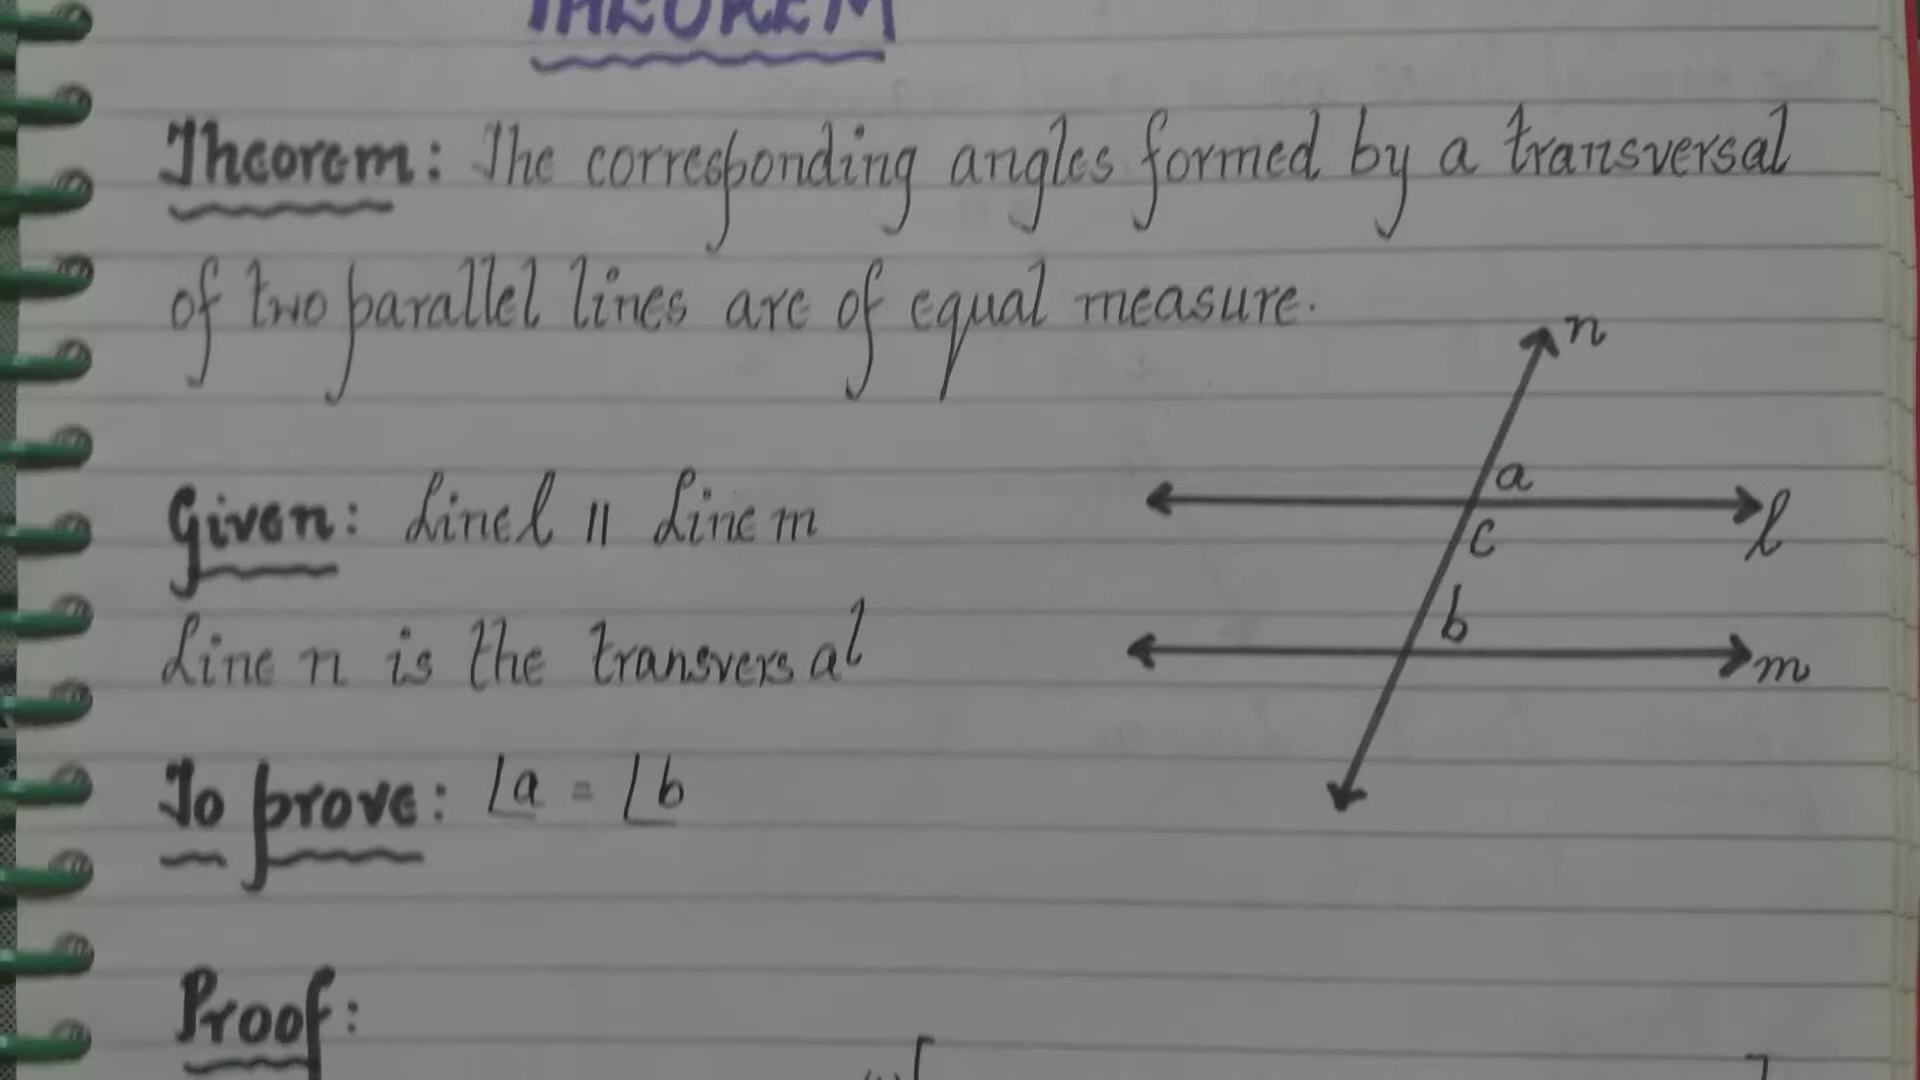 THEOREM
Theorem: The corresponding angles formed by a transversal
of two parallel lines are of equal measure.
n
a
Given: Line l || Line m
l
c
b
Line n is the transversal
m
To prove: ∠a = ∠b
Proof: